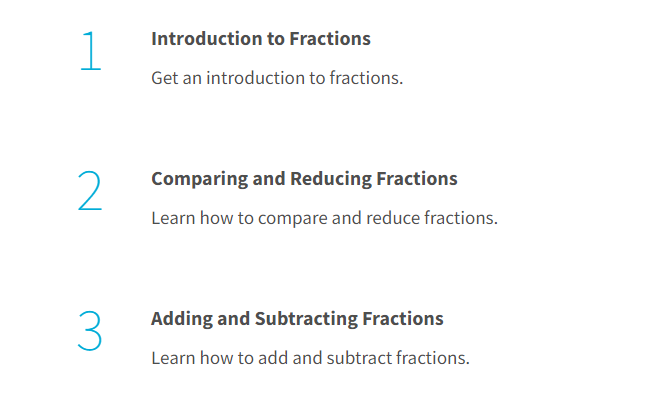 1
Introduction to Fractions
Get an introduction to fractions.
2
Comparing and Reducing Fractions
Learn how to compare and reduce fractions.
3
Adding and Subtracting Fractions
Learn how to add and subtract fractions.